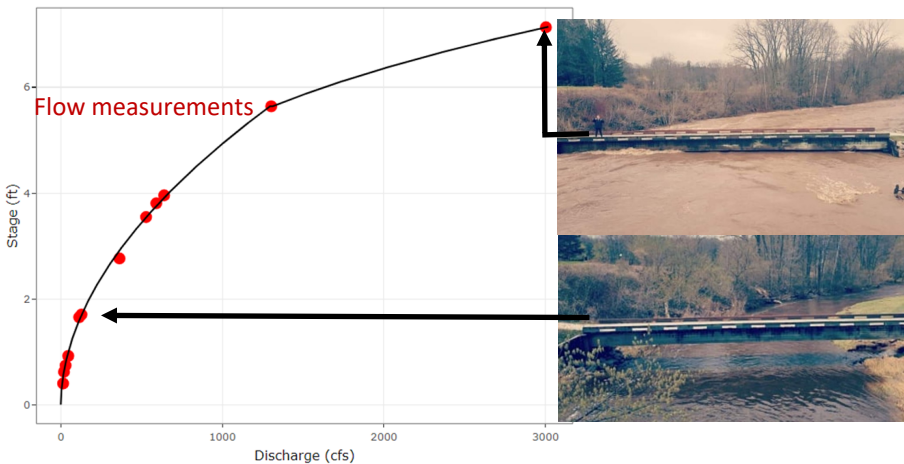 Flow measurements
Stage (ft)
6
4
2
0
0 1000 2000 3000
Discharge (cfs)